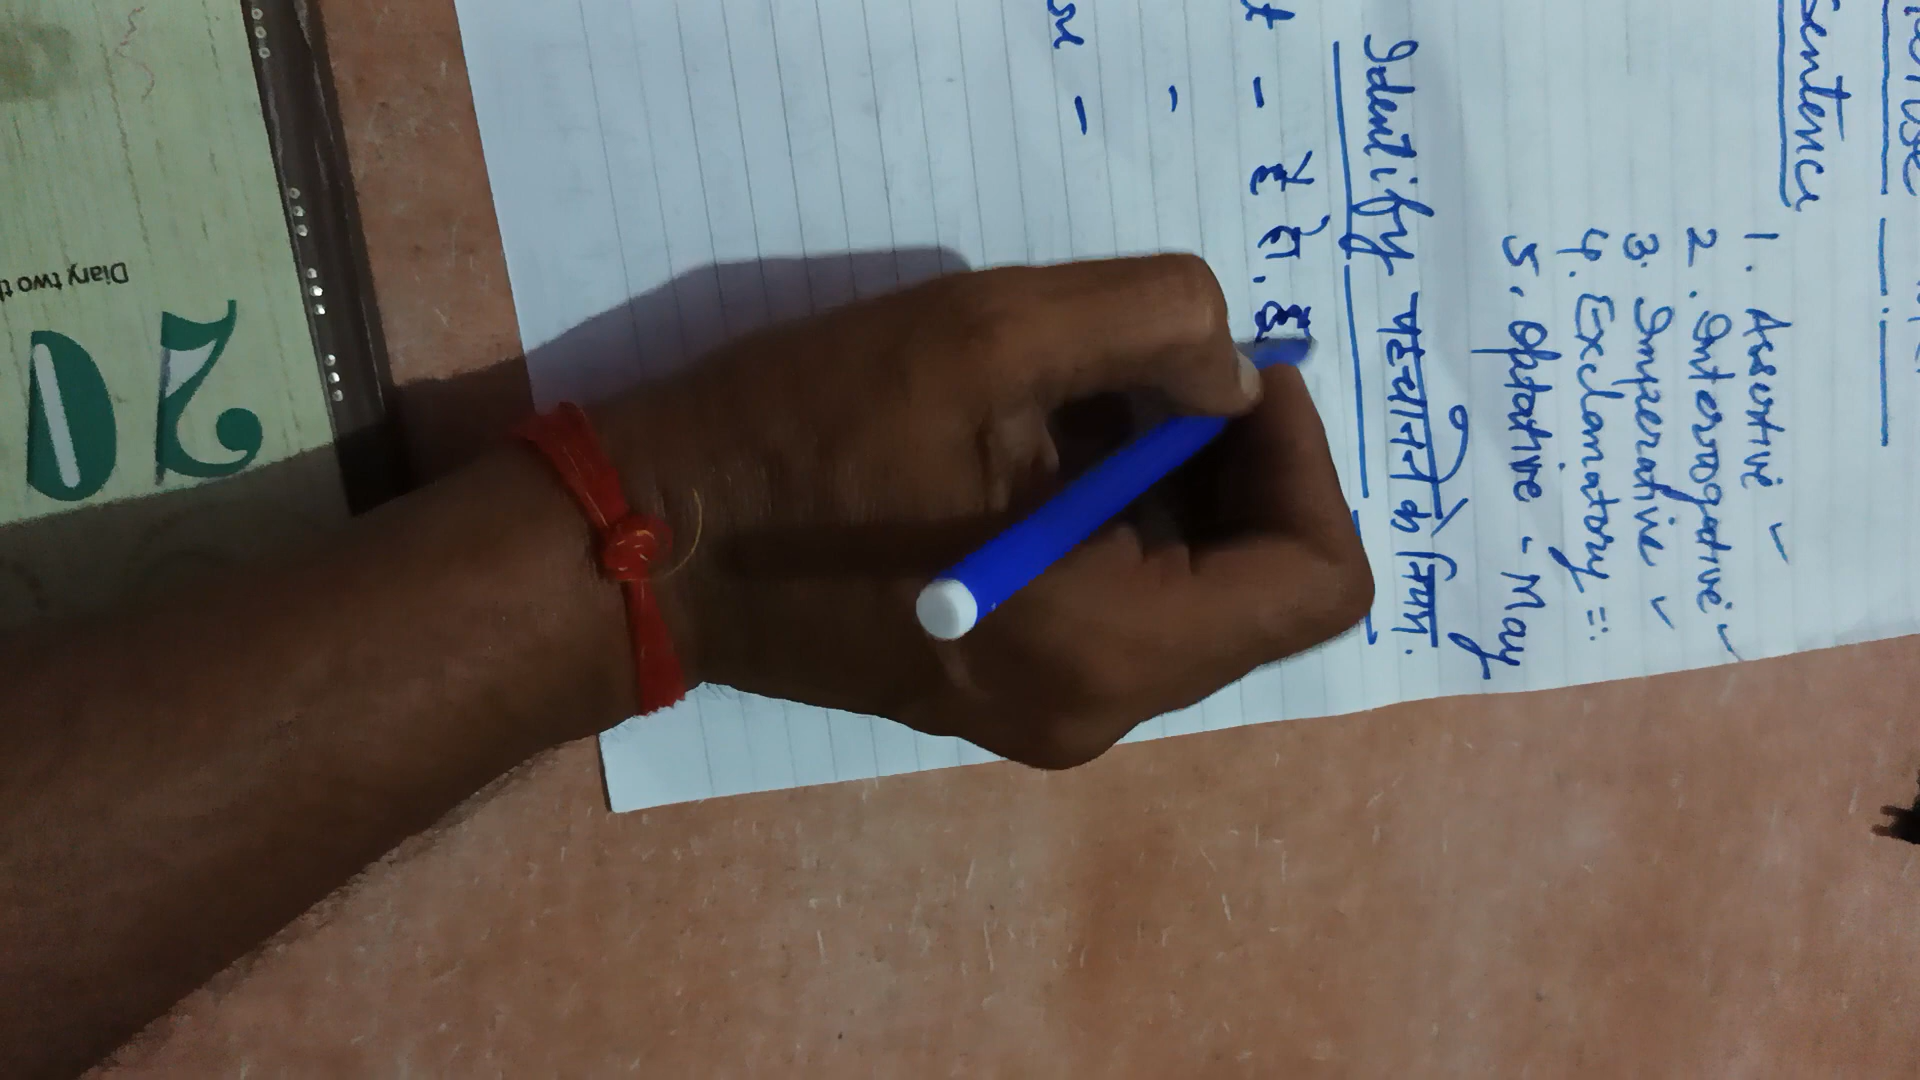 Sentence
1. Assertive ✓
2. Interrogative ✓
3. Imperative ✓
4. Exclamatory =:
5. Optative - May
Identify पहचानने के नियम.
- है ता, है
-
-
Diary two th
20